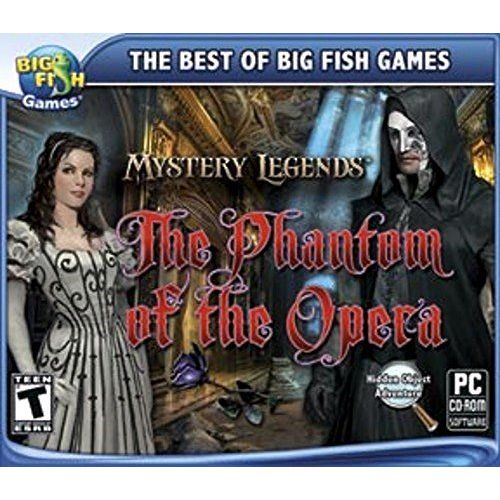 BIG FISH Games
THE BEST OF BIG FISH GAMES
MYSTERY LEGENDS
The Phantom
of the Opera
TEEN
T
ESRB
Hidden Object
Adventure
PC
CD-ROM
SOFTWARE